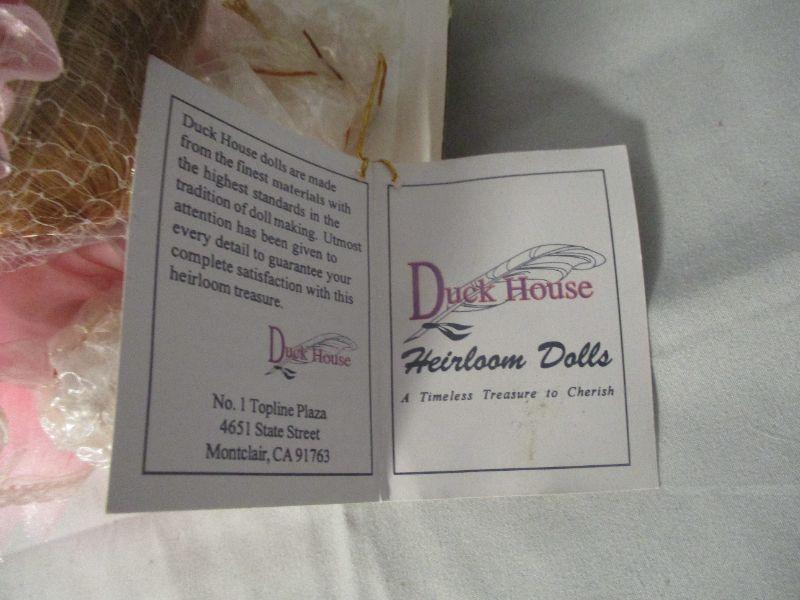 Duck House dolls are made
from the finest materials with
the highest standards in the
tradition of doll making. Utmost
attention has been given to
every detail to guarantee your
complete satisfaction with this
heirloom treasure.
Duck House
No. 1 Topline Plaza
4651 State Street
Montclair, CA 91763
Duck House
Heirloom Dolls
A Timeless Treasure to Cherish